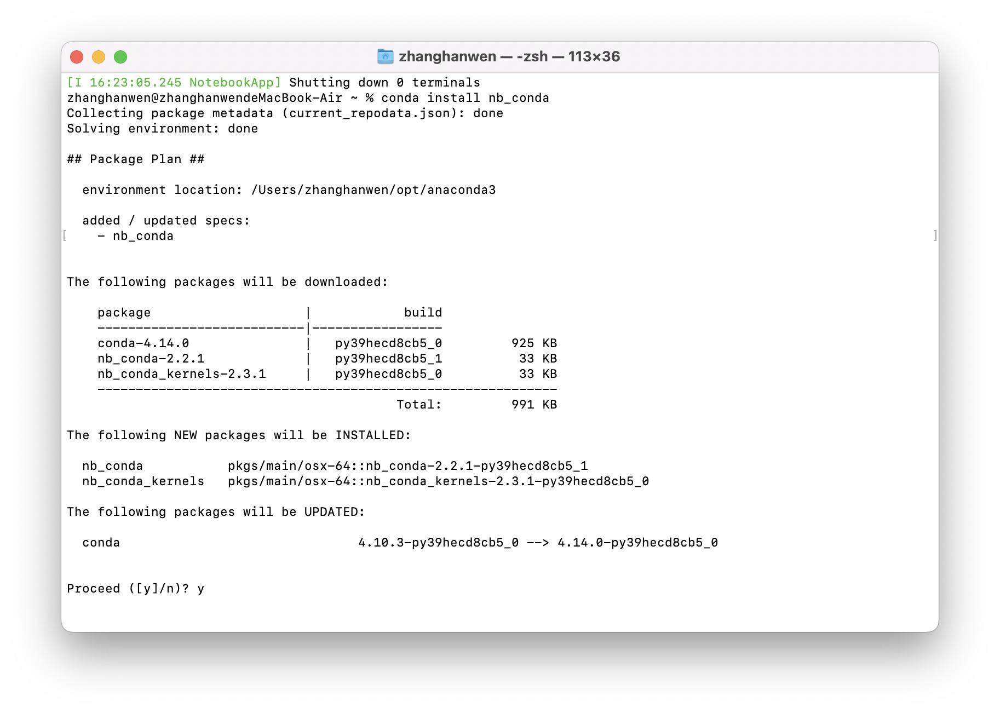 zhanghanwen — -zsh — 113×36
[I 16:23:05.245 NotebookApp] Shutting down 0 terminals
zhanghanwen@zhanghanwendeMacBook-Air ~ % conda install nb_conda
Collecting package metadata (current_repodata.json): done
Solving environment: done
## Package Plan ##
environment location: /Users/zhanghanwen/opt/anaconda3
added / updated specs:
[    - nb_conda ]
The following packages will be downloaded:
package                    |            build
---------------------------|-----------------
conda-4.14.0               |   py39hecd8cb5_0         925 KB
nb_conda-2.2.1             |   py39hecd8cb5_1          33 KB
nb_conda_kernels-2.3.1     |   py39hecd8cb5_0          33 KB
------------------------------------------------------------
Total:         991 KB
The following NEW packages will be INSTALLED:
nb_conda           pkgs/main/osx-64::nb_conda-2.2.1-py39hecd8cb5_1
nb_conda_kernels   pkgs/main/osx-64::nb_conda_kernels-2.3.1-py39hecd8cb5_0
The following packages will be UPDATED:
conda                               4.10.3-py39hecd8cb5_0 --> 4.14.0-py39hecd8cb5_0
Proceed ([y]/n)? y